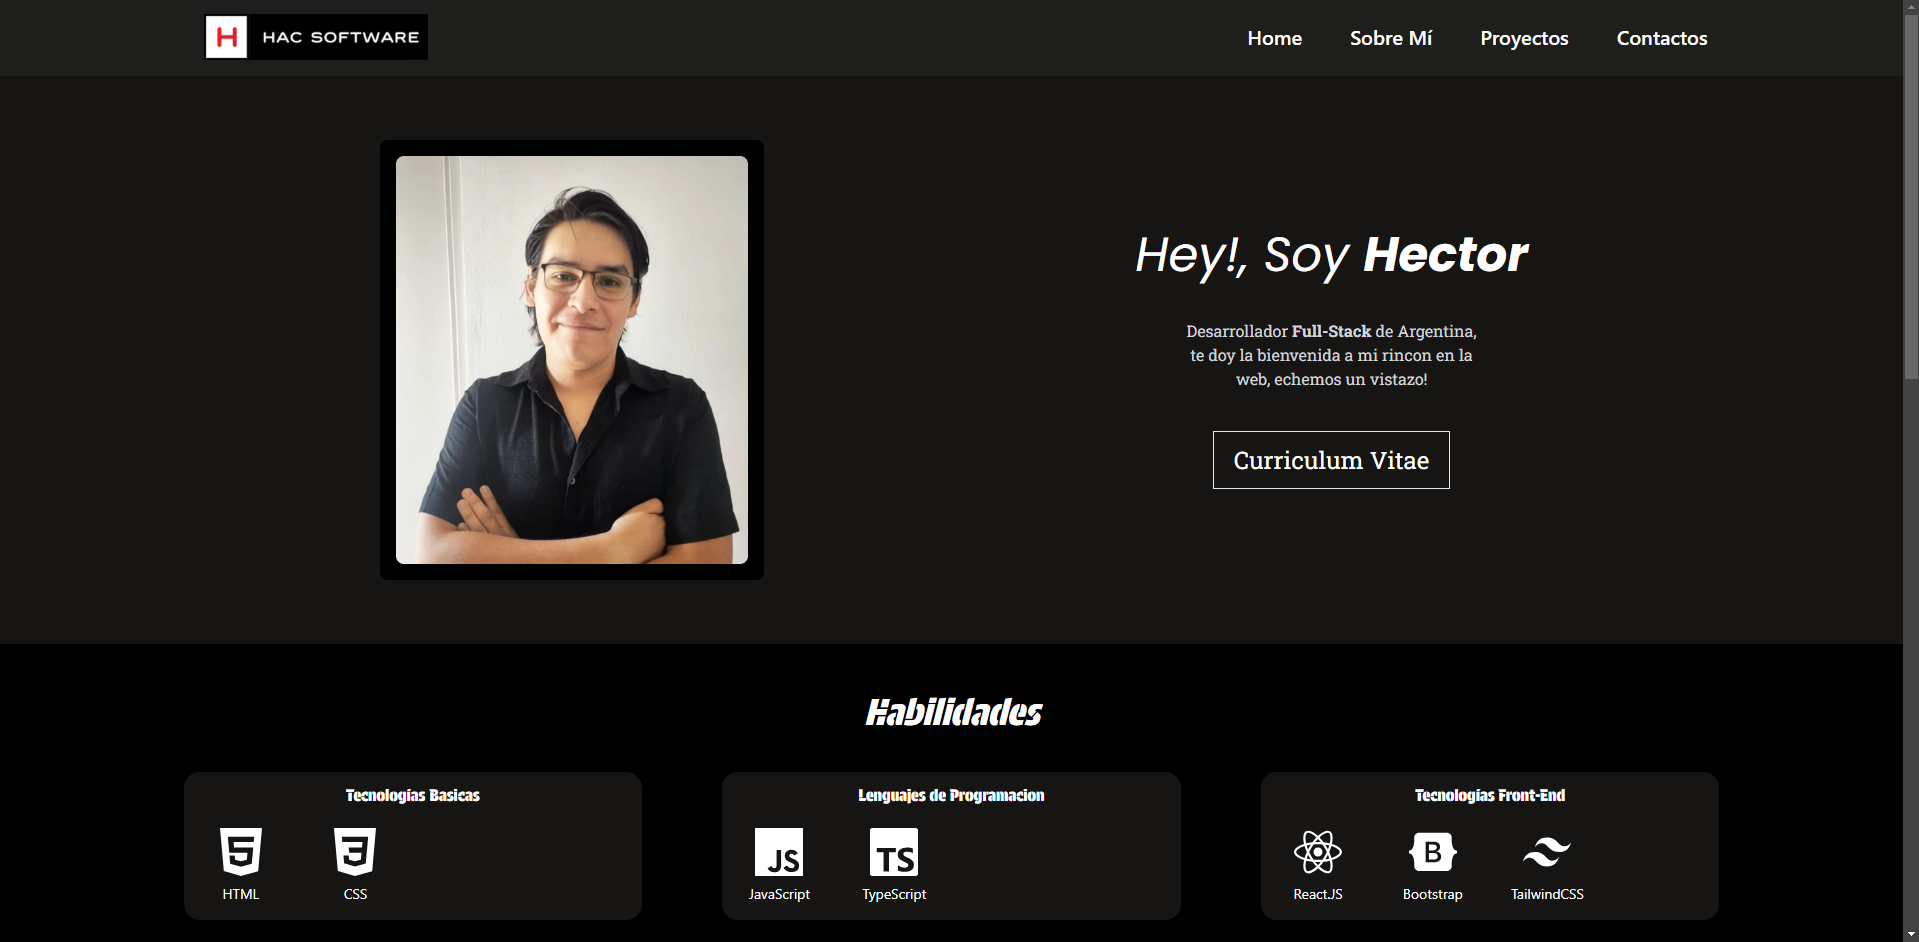 H HAC SOFTWARE
Home Sobre Mí Proyectos Contactos
Hey!, Soy Hector
Desarrollador Full-Stack de Argentina,
te doy la bienvenida a mi rincon en la
web, echemos un vistazo!
Curriculum Vitae
Habilidades
Tecnologías Basicas
5 3
HTML CSS
Lenguajes de Programacion
JS TS
JavaScript TypeScript
Tecnologías Front-End
B
ReactJS Bootstrap TailwindCSS